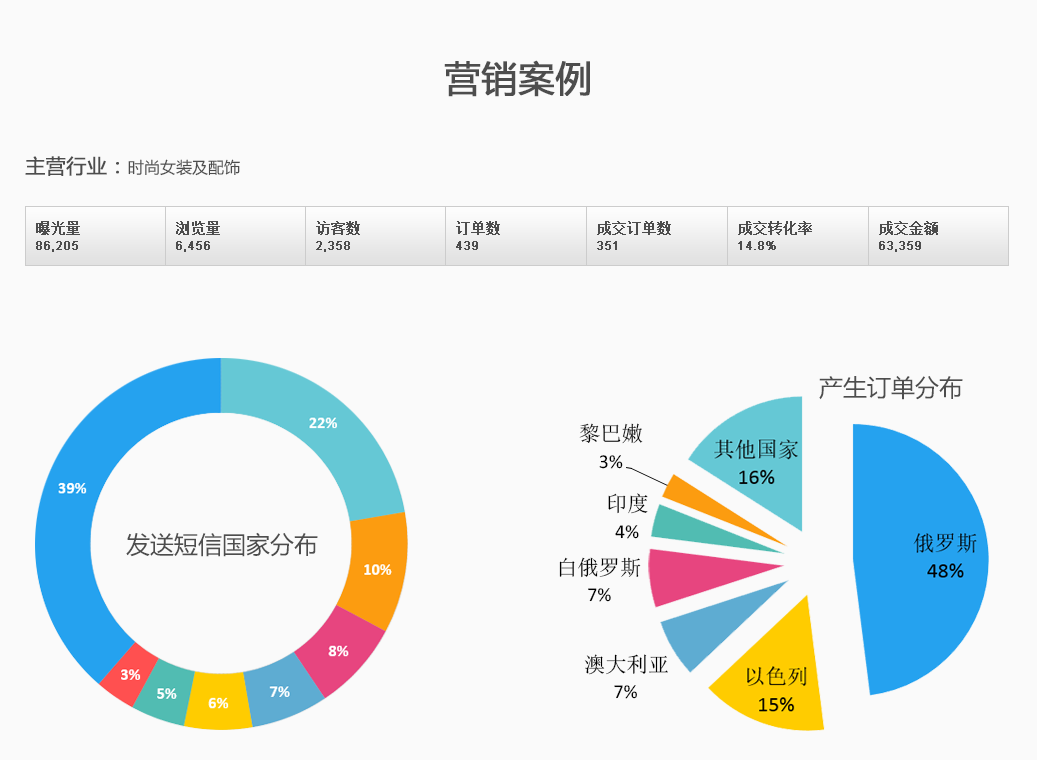 营销案例
主营行业：时尚女装及配饰
曝光量 浏览量 访客数 订单数 成交订单数 成交转化率 成交金额
86,205 6,456 2,358 439 351 14.8% 63,359
发送短信国家分布
22%
10%
8%
7%
6%
5%
3%
39%
产生订单分布
俄罗斯
48%
以色列
15%
澳大利亚
7%
白俄罗斯
7%
印度
4%
黎巴嫩
3%
其他国家
16%